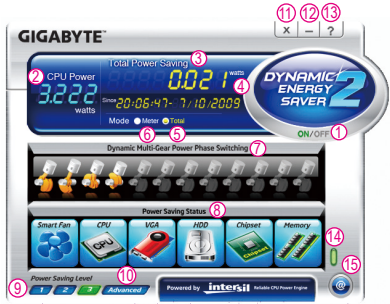 11 12 13
X – ?
GIGABYTE™
Total Power Saving 3
2 CPU Power
0.021 watts 4
3.222
watts
Since 20:06:47- 7/10/2009
Mode Meter Total
6 5
DYNAMIC
ENERGY
SAVER 2
ON/OFF 1
Dynamic Multi-Gear Power Phase Switching 7
Power Saving Status 8
Smart Fan CPU VGA HDD Chipset Memory
CPU Chipset
14
9 Power Saving Level 10
1 2 3 Advanced
Powered by intersil Reliable CPU Power Engine
15
@